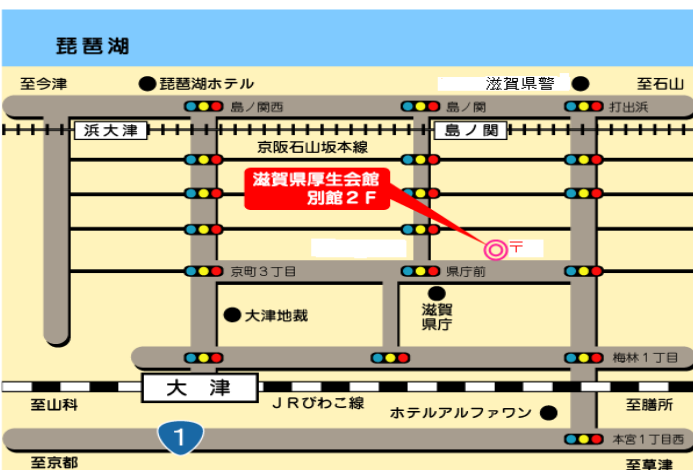 琵琶湖
至今津
琵琶湖ホテル
滋賀県警
至石山
島ノ関西
島ノ関
打出浜
浜大津
島ノ関
京阪石山坂本線
滋賀県厚生会館
別館2F
〒
京町3丁目
県庁前
大津地裁
滋賀
県庁
梅林1丁目
大津
至山科
JRびわこ線
ホテルアルファワン
至膳所
1
本宮1丁目西
至京都
至草津